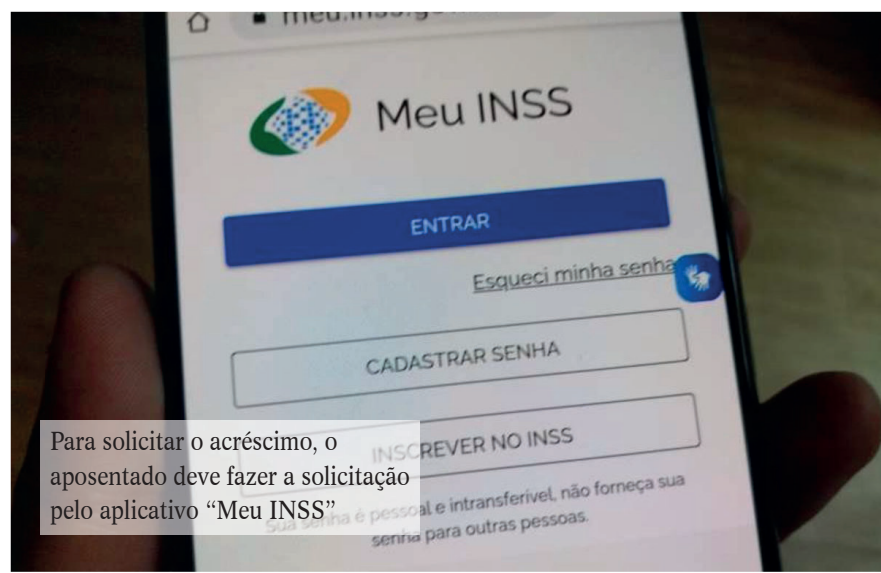 Meu INSS
ENTRAR
Esqueci minha senha
CADASTRAR SENHA
INSCREVER NO INSS
Sua senha é pessoal e intransferível, não forneça sua
senha para outras pessoas.
Para solicitar o acréscimo, o
aposentado deve fazer a solicitação
pelo aplicativo “Meu INSS”